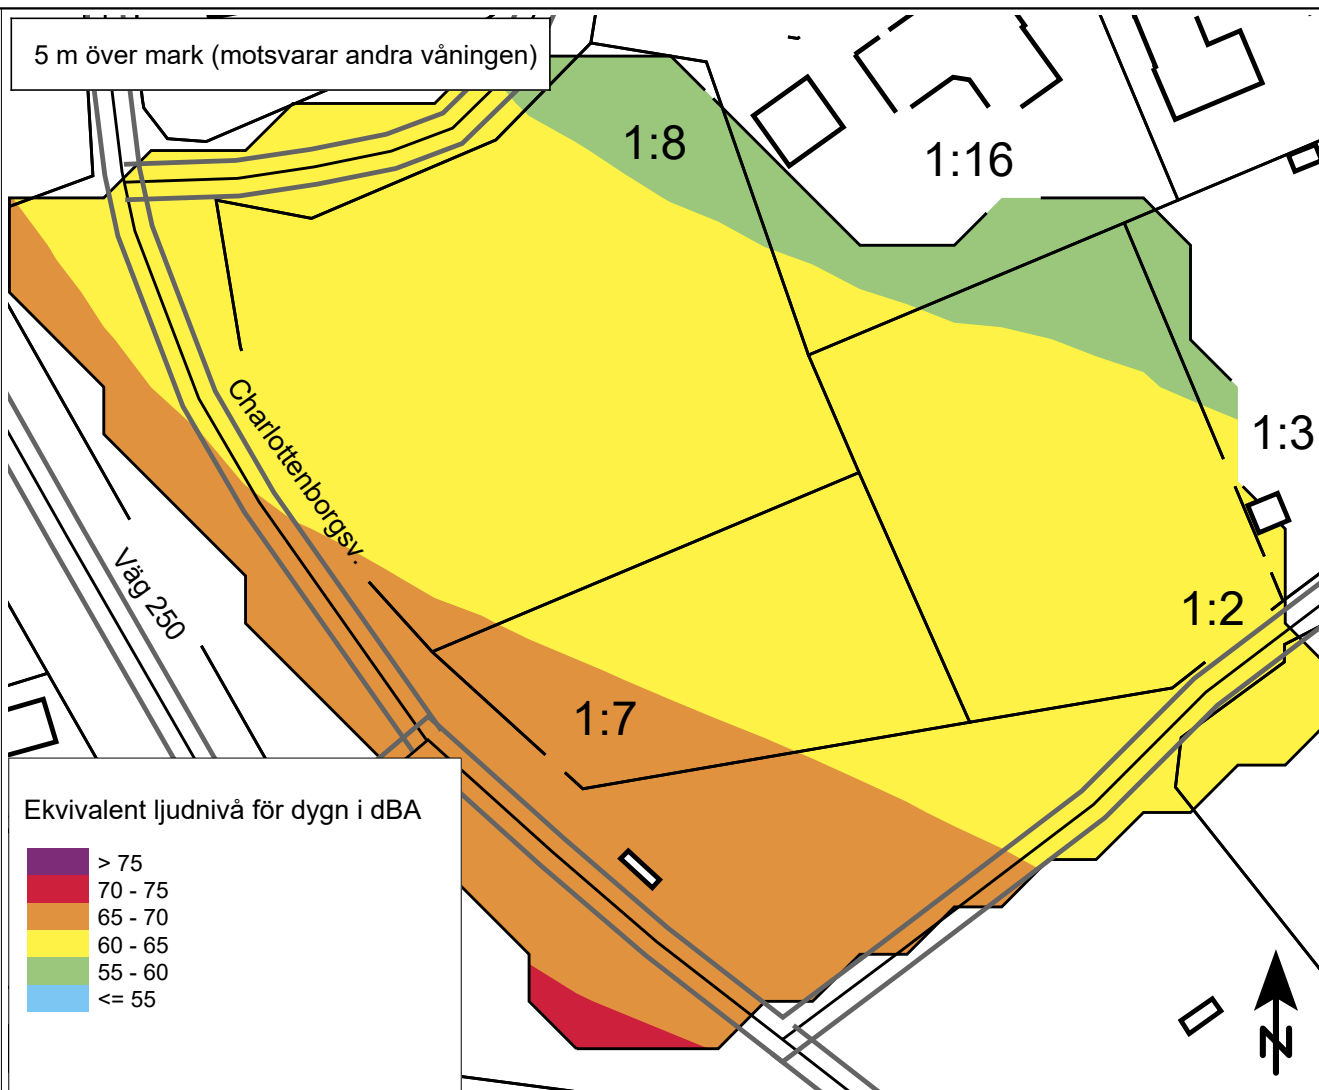 5 m över mark (motsvarar andra våningen)
1:8
1:16
Charlottenborgsv.
1:3
Väg 250
1:2
1:7
Ekvivalent ljudnivå för dygn i dBA
> 75
70 - 75
65 - 70
60 - 65
55 - 60
<= 55
N